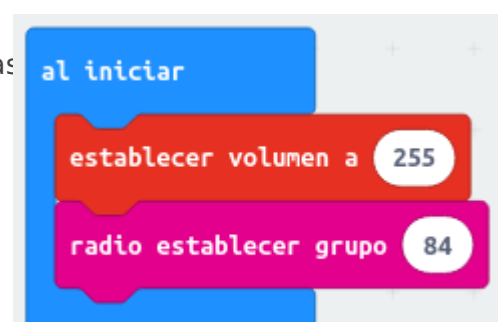 al iniciar
establecer volumen a 255
radio establecer grupo 84